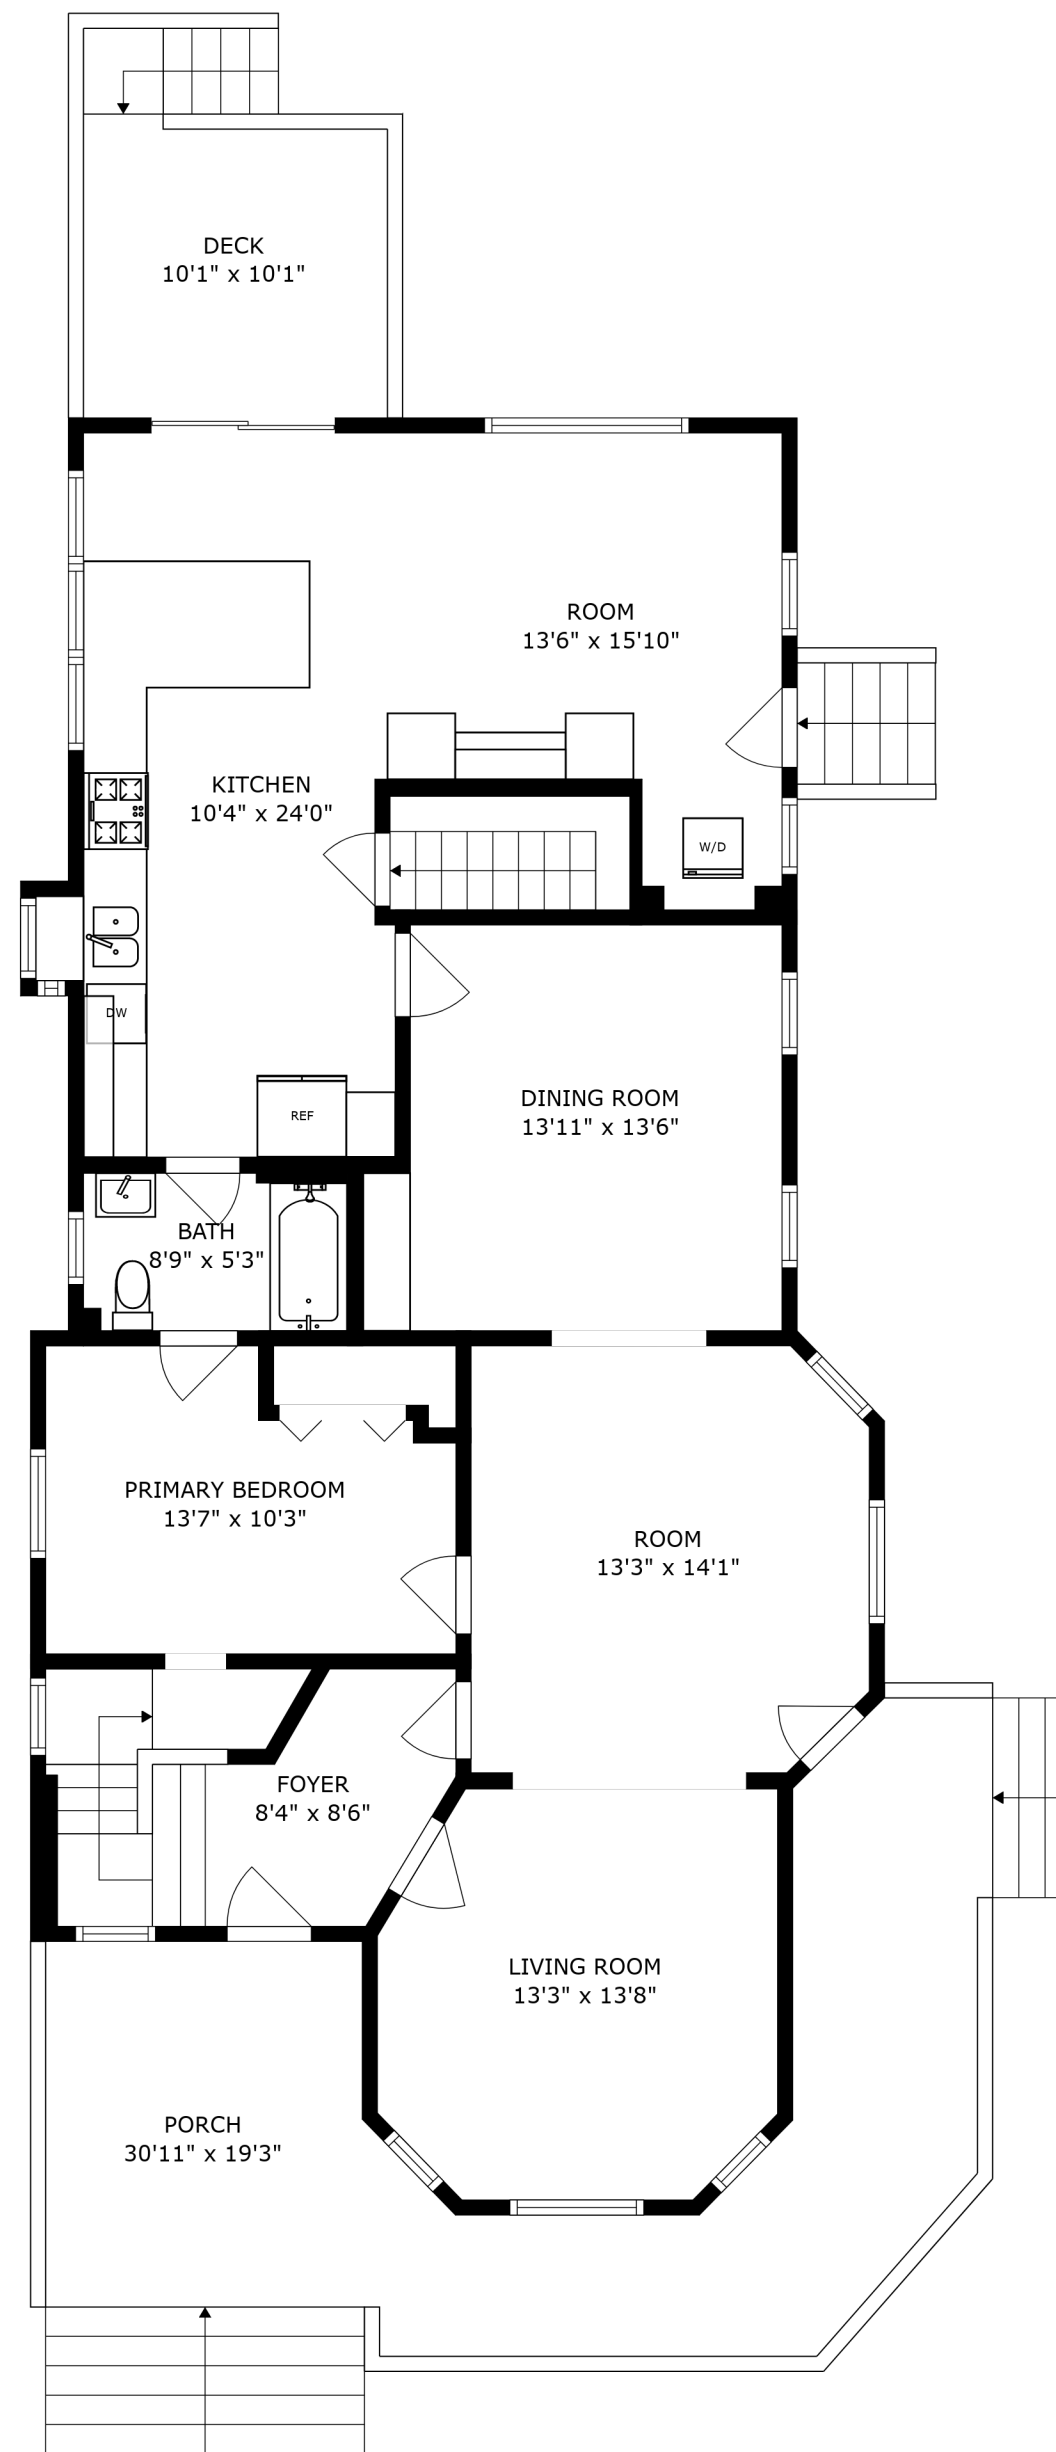 DECK
10'1" x 10'1"
ROOM
13'6" x 15'10"
KITCHEN
10'4" x 24'0"
W/D
DW
REF
DINING ROOM
13'11" x 13'6"
BATH
8'9" x 5'3"
PRIMARY BEDROOM
13'7" x 10'3"
ROOM
13'3" x 14'1"
FOYER
8'4" x 8'6"
LIVING ROOM
13'3" x 13'8"
PORCH
30'11" x 19'3"